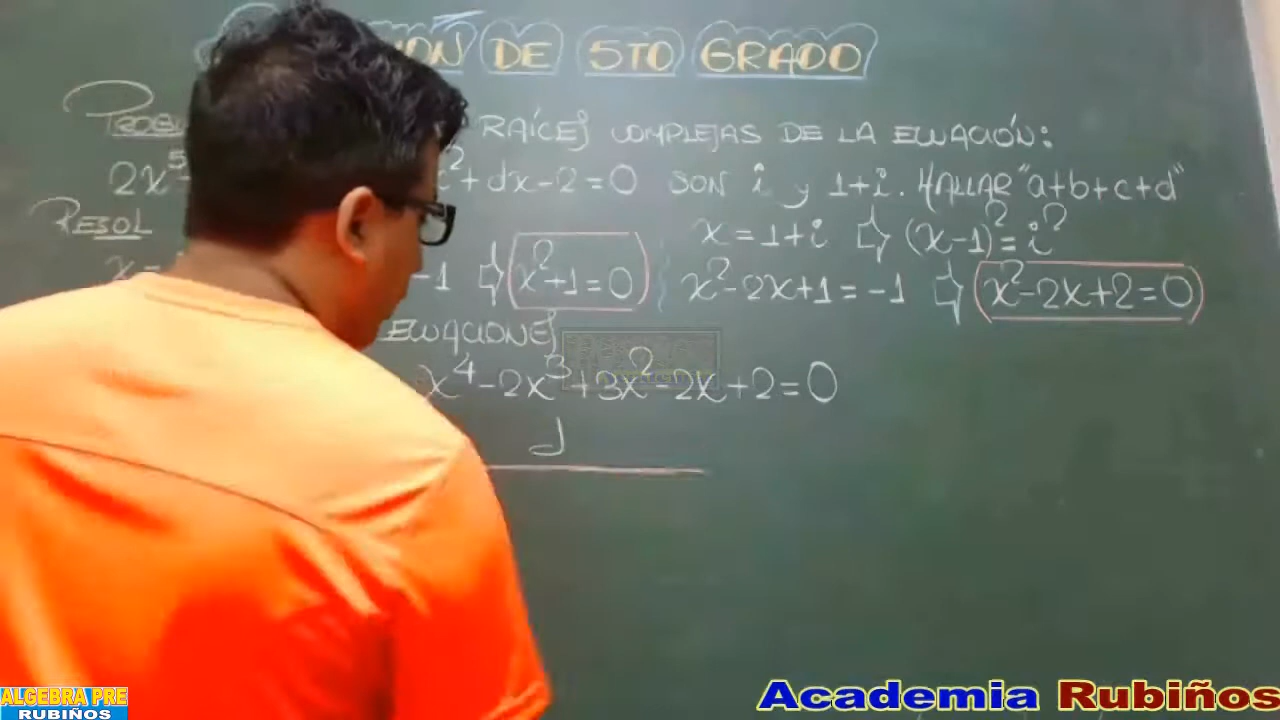 DE 5TO GRADO
RAÍCES COMPLEJAS DE LA ECUACIÓN:
2x⁵ ² + dx - 2 = 0 SON i y 1+i. HALLAR "a+b+c+d"
RESOL
x = 1+i ⇨ (x-1)² = i²
x = -1 ⇨ x²+1=0 x²-2x+1=-1 ⇨ x²-2x+2=0
ECUACIONES
x⁴-2x³+3x²-2x+2=0
d
ALGEBRA PRE
RUBIÑOS
Academia Rubiños